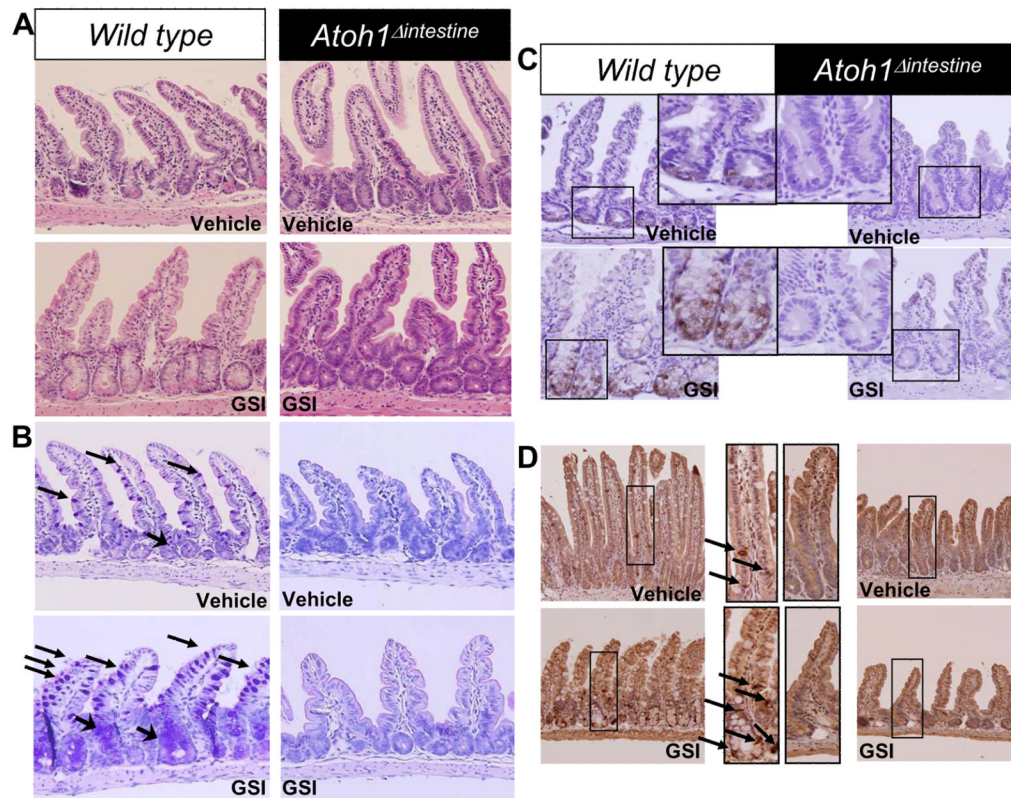 A
Wild type
Atoh1Δintestine
Vehicle
Vehicle
GSI
GSI
B
Vehicle
Vehicle
GSI
GSI
C
Wild type
Atoh1Δintestine
Vehicle
Vehicle
GSI
GSI
D
Vehicle
Vehicle
GSI
GSI